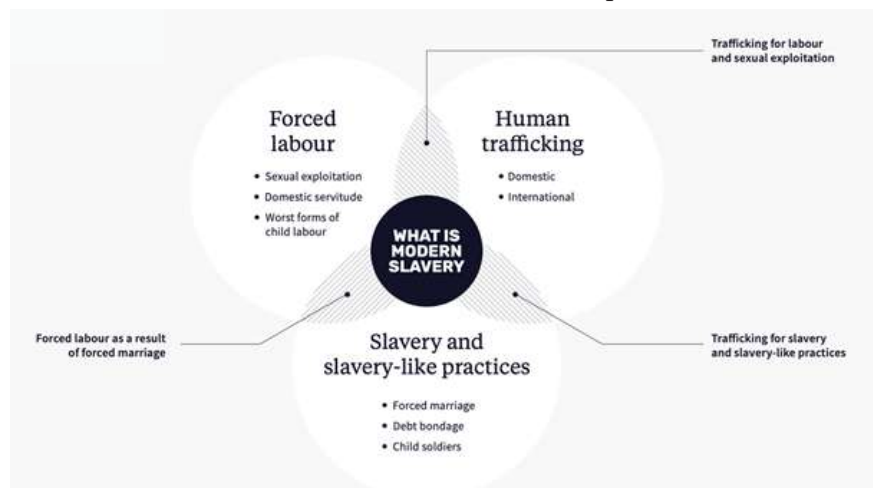 Trafficking for labour
and sexual exploitation
Forced
labour
• Sexual exploitation
• Domestic servitude
• Worst forms of
child labour
Human
trafficking
• Domestic
• International
WHAT IS
MODERN
SLAVERY
Forced labour as a result
of forced marriage
Slavery and
slavery-like practices
• Forced marriage
• Debt bondage
• Child soldiers
Trafficking for slavery
and slavery-like practices